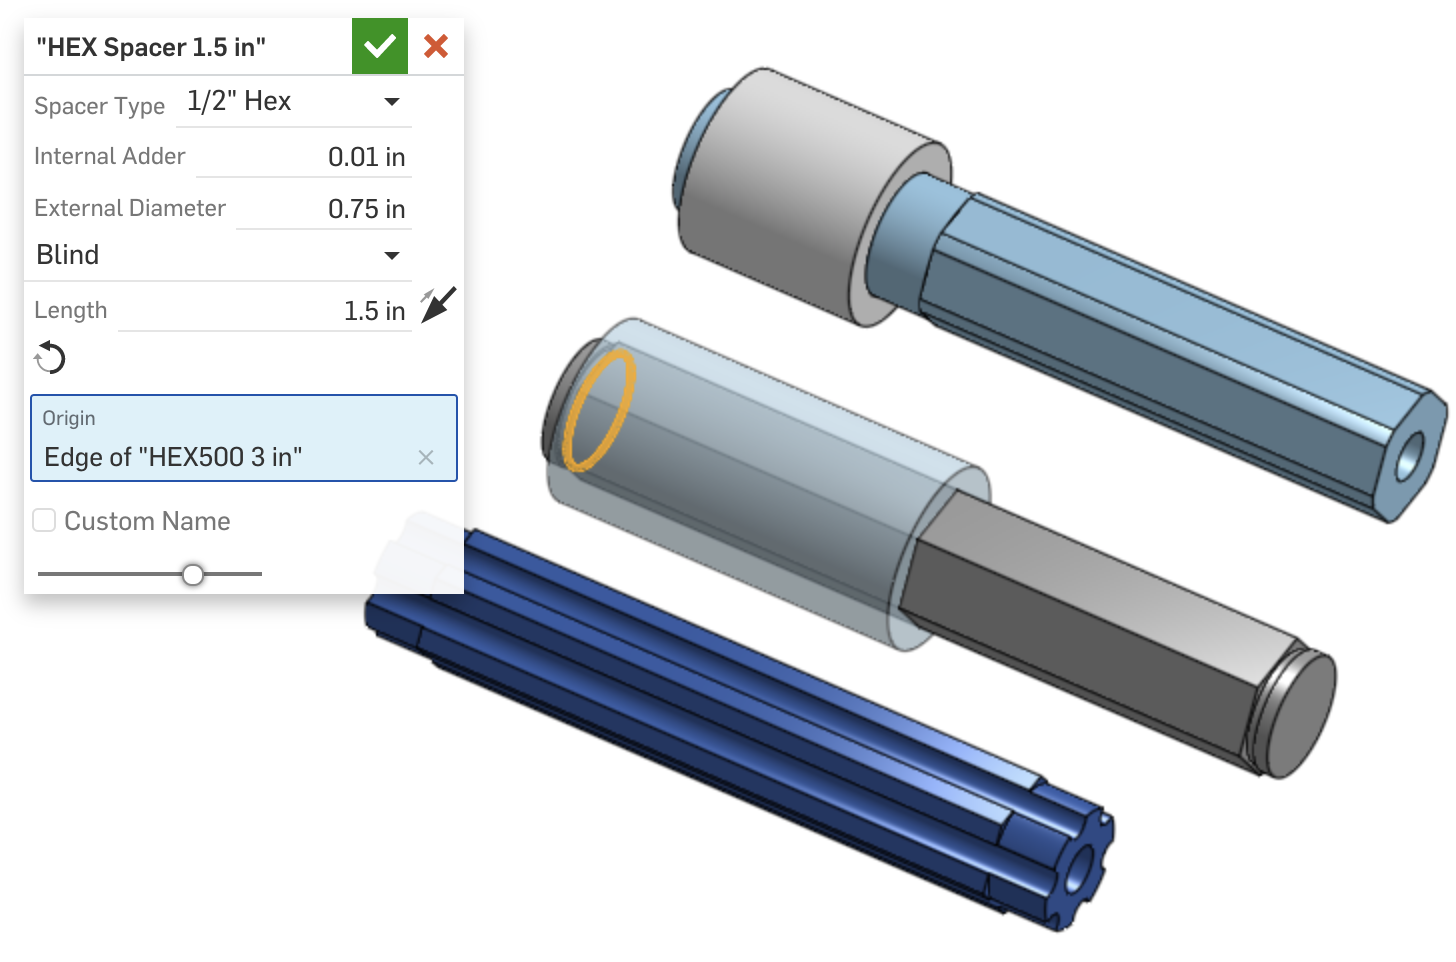 "HEX Spacer 1.5 in"
Spacer Type 1/2" Hex
Internal Adder 0.01 in
External Diameter 0.75 in
Blind
Length 1.5 in
Origin
Edge of "HEX500 3 in"
Custom Name